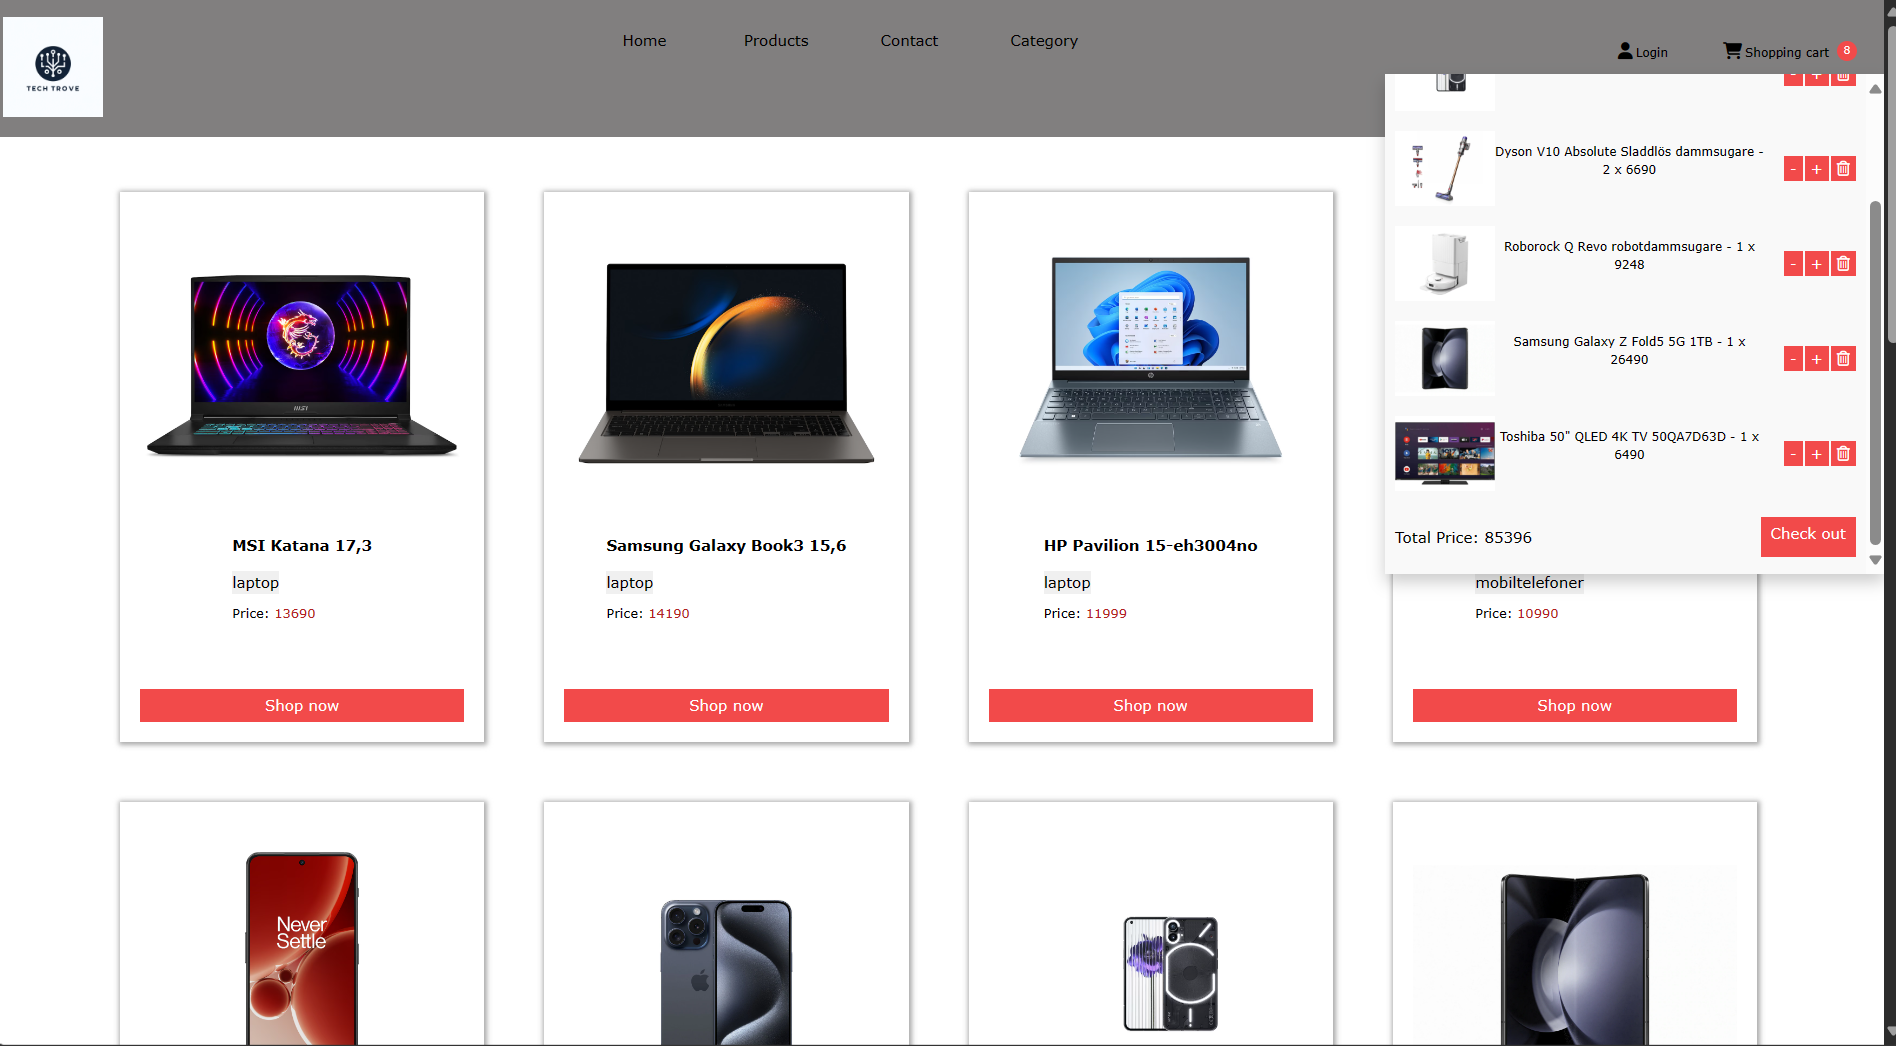 Home
Products
Contact
Category
Login
Shopping cart
8
TECH TROVE
- +
Dyson V10 Absolute Sladdlös dammsugare -
2 x 6690
- +
Roborock Q Revo robotdammsugare - 1 x
9248
- +
Samsung Galaxy Z Fold5 5G 1TB - 1 x
26490
- +
Toshiba 50" QLED 4K TV 50QA7D63D - 1 x
6490
- +
Total Price: 85396
Check out
msi
MSI Katana 17,3
laptop
Price: 13690
Shop now
Samsung Galaxy Book3 15,6
laptop
Price: 14190
Shop now
HP Pavilion 15-eh3004no
laptop
Price: 11999
Shop now
mobiltelefoner
Price: 10990
Shop now
Never
Settle